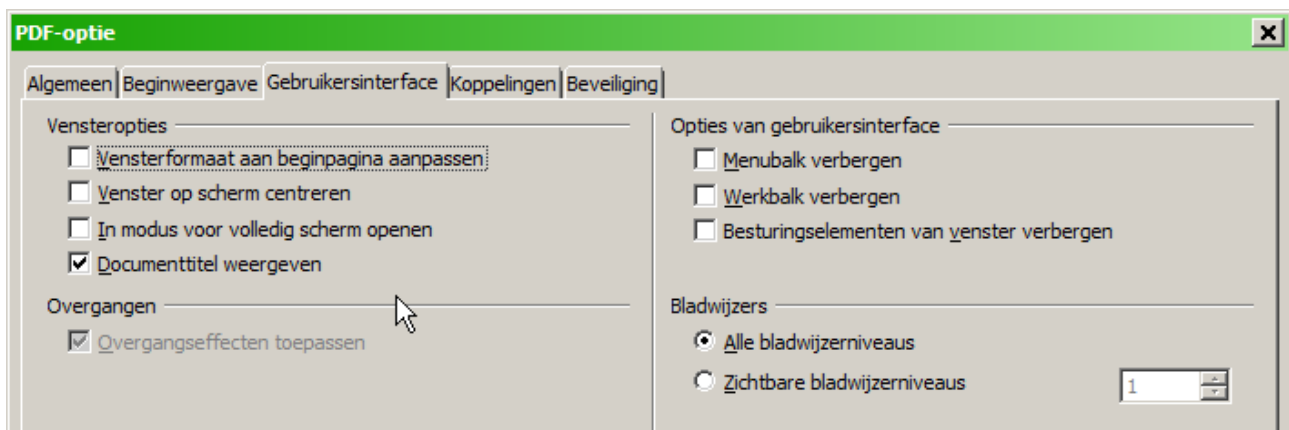 PDF-optie
Algemeen Beginweergave Gebruikersinterface Koppelingen Beveiliging
Vensteropties
Vensterformaat aan beginpagina aanpassen
Venster op scherm centreren
In modus voor volledig scherm openen
Documenttitel weergeven
Overgangen
Overgangseffecten toepassen
Opties van gebruikersinterface
Menubalk verbergen
Werkbalk verbergen
Besturingselementen van venster verbergen
Bladwijzers
Alle bladwijzerniveaus
Zichtbare bladwijzerniveaus 1